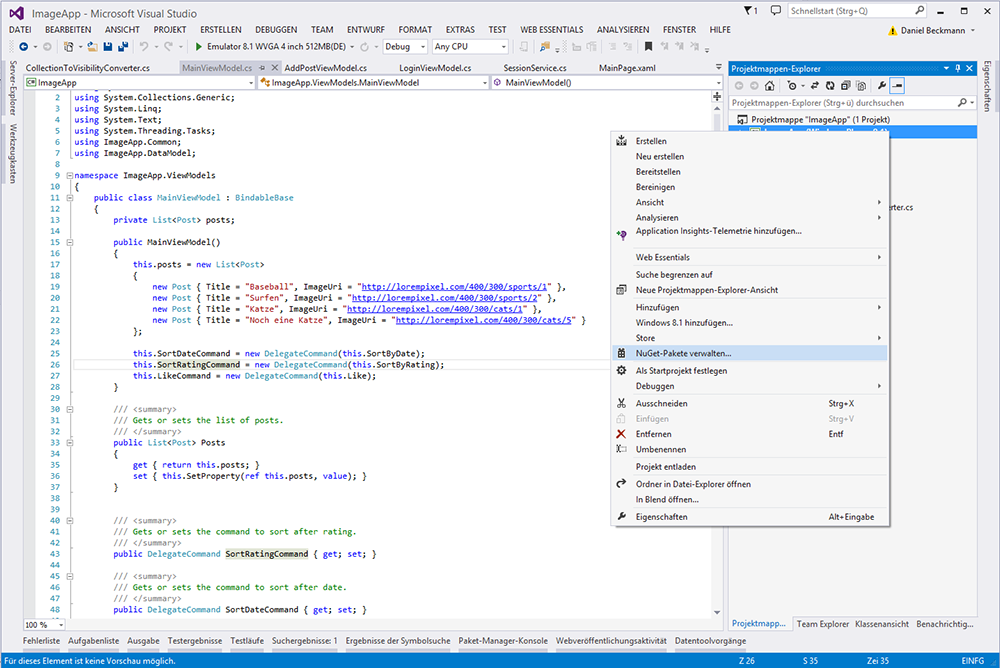 ImageApp - Microsoft Visual Studio
1
Schnellstart (Strg+Q)
DATEI BEARBEITEN ANSICHT PROJEKT ERSTELLEN DEBUGGEN TEAM ENTWURF FORMAT EXTRAS TEST WEB ESSENTIALS ANALYSIEREN FENSTER HILFE
Daniel Beckmann
Emulator 8.1 WVGA 4 inch 512MB(DE) Debug Any CPU
Server-Explorer
Werkzeugkasten
CollectionToVisibilityConverter.cs MainViewModel.cs AddPostViewModel.cs LoginViewModel.cs SessionService.cs MainPage.xaml
ImageApp ImageApp.ViewModels.MainViewModel MainViewModel()
2 using System.Collections.Generic;
3 using System.Linq;
4 using System.Text;
5 using System.Threading.Tasks;
6 using ImageApp.Common;
7 using ImageApp.DataModel;
8
9 namespace ImageApp.ViewModels
10 {
11 public class MainViewModel : BindableBase
12 {
13 private List<Post> posts;
14
15 public MainViewModel()
16 {
17 this.posts = new List<Post>
18 {
19 new Post { Title = "Baseball", ImageUri = "http://lorempixel.com/400/300/sports/1" },
20 new Post { Title = "Surfen", ImageUri = "http://lorempixel.com/400/300/sports/2" },
21 new Post { Title = "Katze", ImageUri = "http://lorempixel.com/400/300/cats/1" },
22 new Post { Title = "Noch eine Katze", ImageUri = "http://lorempixel.com/400/300/cats/5" }
23 };
24
25 this.SortDateCommand = new DelegateCommand(this.SortByDate);
26 this.SortRatingCommand = new DelegateCommand(this.SortByRating);
27 this.LikeCommand = new DelegateCommand(this.Like);
28 }
29
30 /// <summary>
31 /// Gets or sets the list of posts.
32 /// </summary>
33 public List<Post> Posts
34 {
35 get { return this.posts; }
36 set { this.SetProperty(ref this.posts, value); }
37 }
38
39
40 /// <summary>
41 /// Gets or sets the command to sort after rating.
42 /// </summary>
43 public DelegateCommand SortRatingCommand { get; set; }
44
45 /// <summary>
46 /// Gets or sets the command to sort after date.
47 /// </summary>
48 public DelegateCommand SortDateCommand { get; set; }
100 %
Erstellen
Neu erstellen
Bereitstellen
Bereinigen
Ansicht
Analysieren
Application Insights-Telemetrie hinzufügen...
Web Essentials
Suche begrenzen auf
Neue Projektmappen-Explorer-Ansicht
Hinzufügen
Windows 8.1 hinzufügen...
Store
NuGet-Pakete verwalten...
Als Startprojekt festlegen
Debuggen
Ausschneiden Strg+X
Einfügen Strg+V
Entfernen Entf
Umbenennen
Projekt entladen
Ordner in Datei-Explorer öffnen
In Blend öffnen...
Eigenschaften Alt+Eingabe
Projektmappen-Explorer
Projektmappen-Explorer (Strg+ü) durchsuchen
Projektmappe "ImageApp" (1 Projekt)
erter.cs
Projektmapp... Team Explorer Klassenansicht Benachrichtig...
Eigenschaften
Fehlerliste Aufgabenliste Ausgabe Testergebnisse Testläufe Suchergebnisse: 1 Ergebnisse der Symbolsuche Paket-Manager-Konsole Webveröffentlichungsaktivität Datentoolvorgänge
Für dieses Element ist keine Vorschau möglich. Z 26 S 35 Zei 35 EINFG